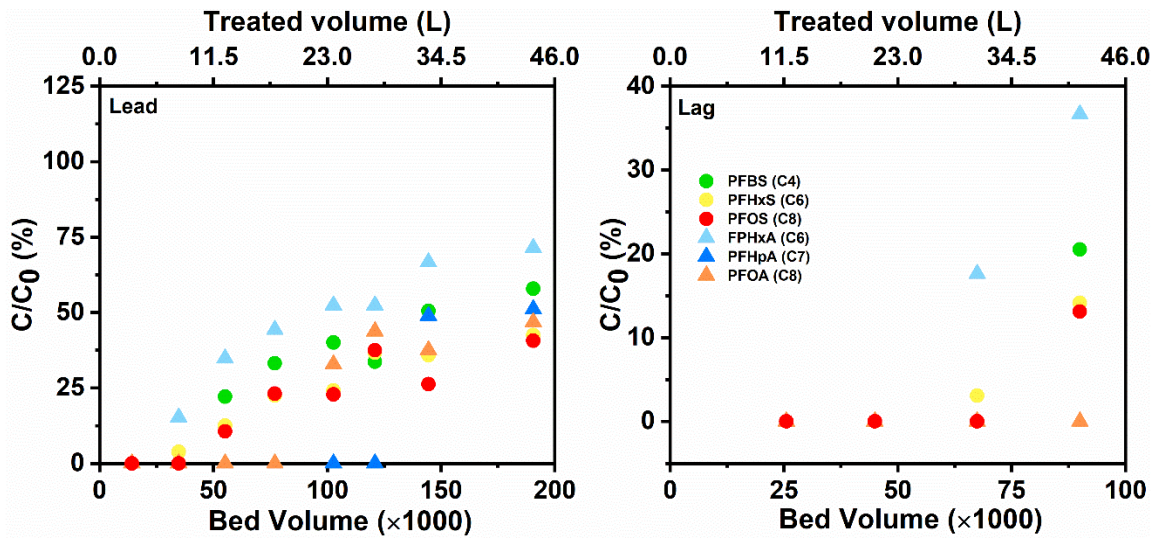 Treated volume (L)
0.0 11.5 23.0 34.5 46.0
125
100
75
50
25
0
C/C0 (%)
Lead
0 50 100 150 200
Bed Volume (×1000)
Treated volume (L)
0.0 11.5 23.0 34.5 46.0
40
30
20
10
0
C/C0 (%)
Lag
PFBS (C4)
PFHxS (C6)
PFOS (C8)
FPHxA (C6)
PFHpA (C7)
PFOA (C8)
0 25 50 75 100
Bed Volume (×1000)